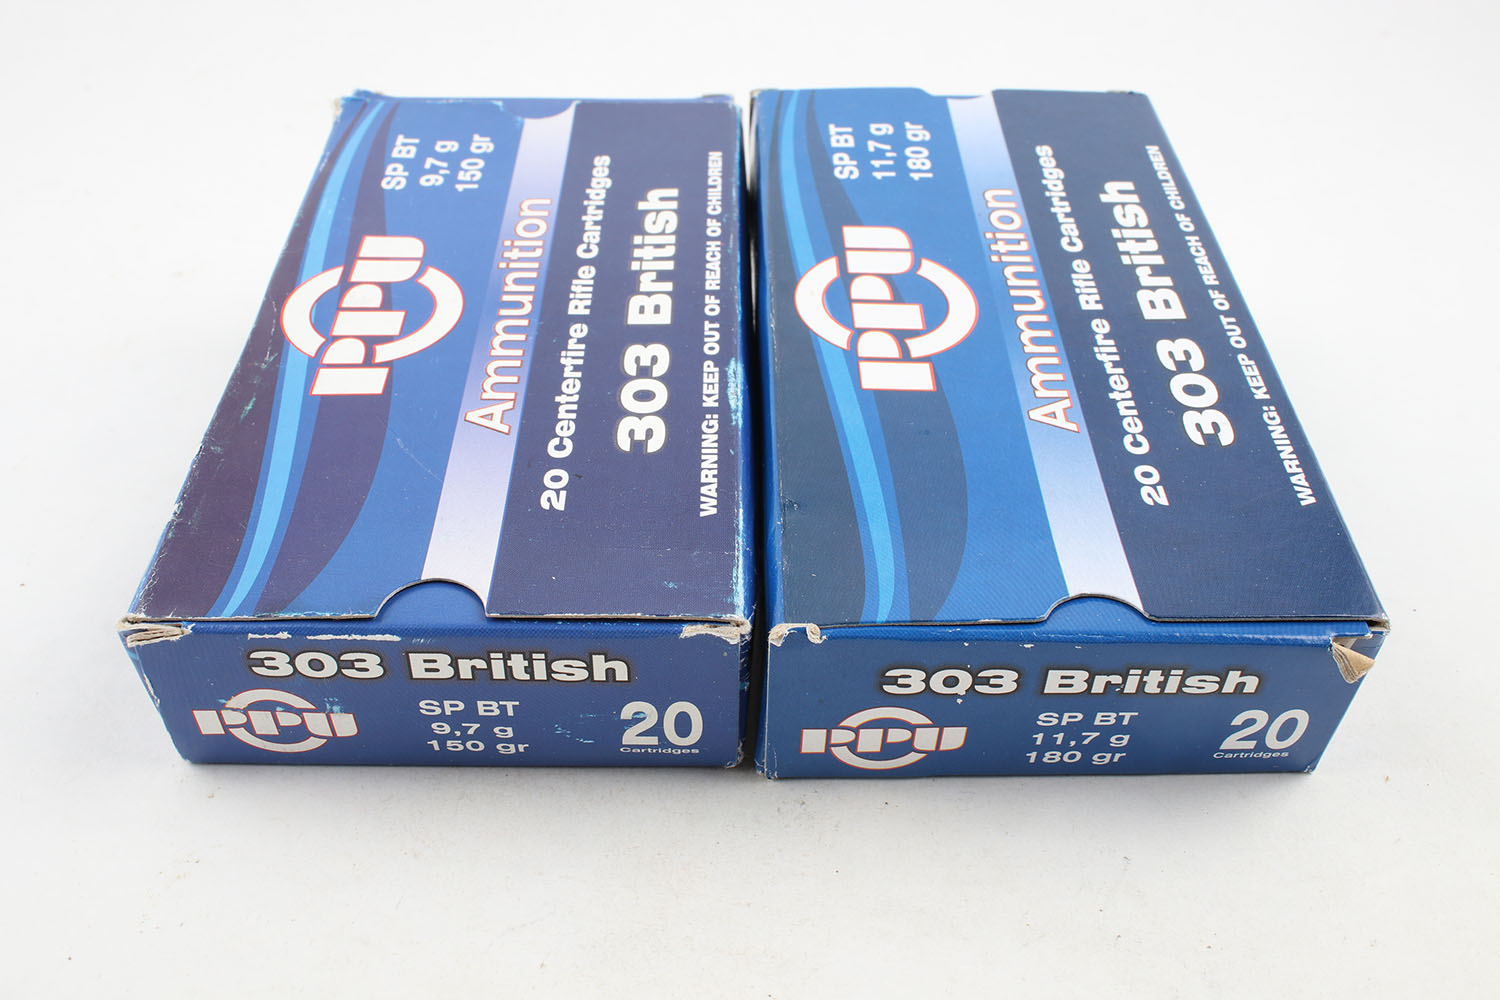 SP BT
9,7 g
150 gr
PPU
Ammunition
20 Centerfire Rifle Cartridges
303 British
WARNING: KEEP OUT OF REACH OF CHILDREN
303 British
PPU
SP BT
9,7 g
150 gr
20
Cartridges
SP BT
11,7 g
180 gr
PPU
Ammunition
20 Centerfire Rifle Cartridges
303 British
WARNING: KEEP OUT OF REACH OF CHILDREN
303 British
PPU
SP BT
11,7 g
180 gr
20
Cartridges